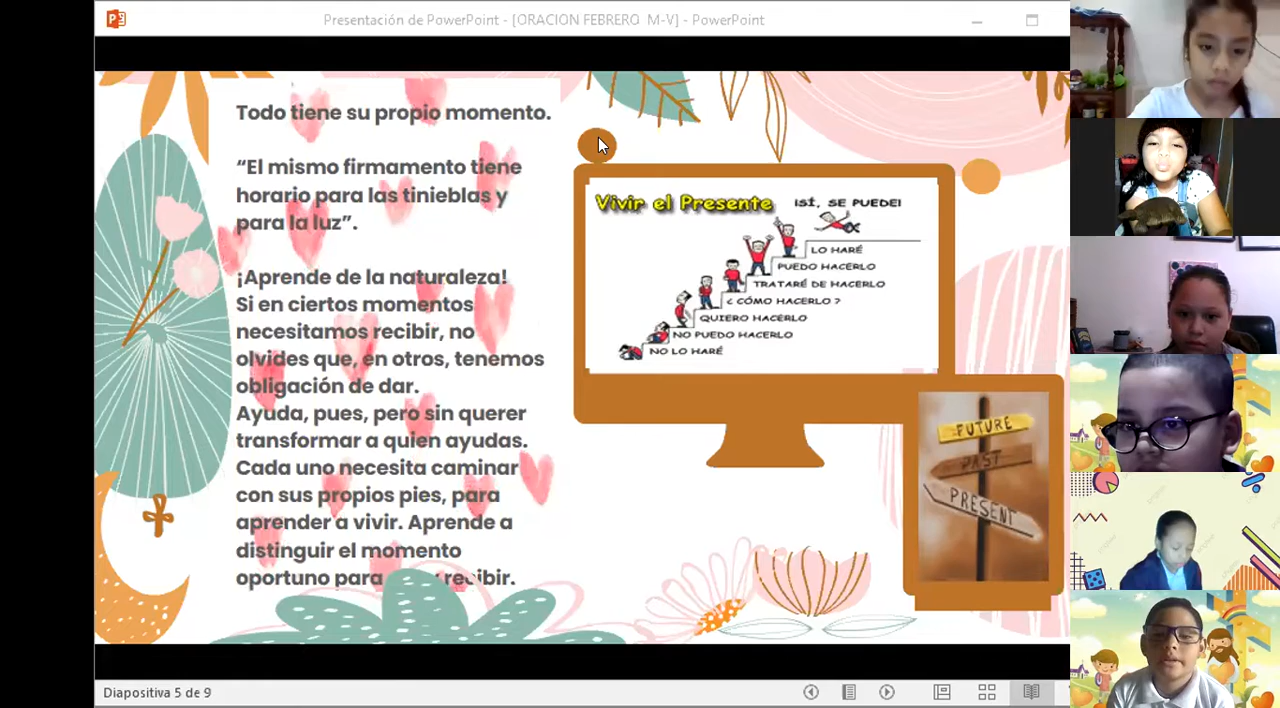 Presentación de PowerPoint - [ORACION FEBRERO M-V] - PowerPoint
Todo tiene su propio momento.
“El mismo firmamento tiene
horario para las tinieblas y
para la luz”.
¡Aprende de la naturaleza!
Si en ciertos momentos
necesitamos recibir, no
olvides que, en otros, tenemos
obligación de dar.
Ayuda, pues, pero sin querer
transformar a quien ayudas.
Cada uno necesita caminar
con sus propios pies, para
aprender a vivir. Aprende a
distinguir el momento
oportuno para recibir.
Vivir el Presente
¡SÍ, SE PUEDE!
LO HARÉ
PUEDO HACERLO
TRATARÉ DE HACERLO
¿ CÓMO HACERLO ?
QUIERO HACERLO
NO PUEDO HACERLO
NO LO HARÉ
FUTURE
PAST
PRESENT
Diapositiva 5 de 9